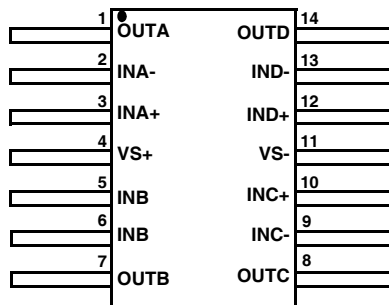 1 OUTA OUTD 14
2 INA- IND- 13
3 INA+ IND+ 12
4 VS+ VS- 11
5 INB INC+ 10
6 INB INC- 9
7 OUTB OUTC 8